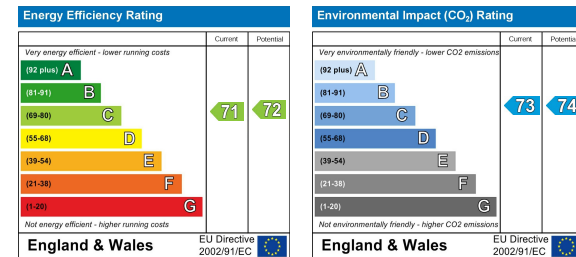 Energy Efficiency Rating
Current Potential
Very energy efficient - lower running costs
(92 plus) A
(81-91) B
(69-80) C
(55-68) D
(39-54) E
(21-38) F
(1-20) G
71 72
Not energy efficient - higher running costs
England & Wales
EU Directive
2002/91/EC
Environmental Impact (CO2) Rating
Current Potential
Very environmentally friendly - lower CO2 emissions
(92 plus) A
(81-91) B
(69-80) C
(55-68) D
(39-54) E
(21-38) F
(1-20) G
73 74
Not environmentally friendly - higher CO2 emissions
England & Wales
EU Directive
2002/91/EC